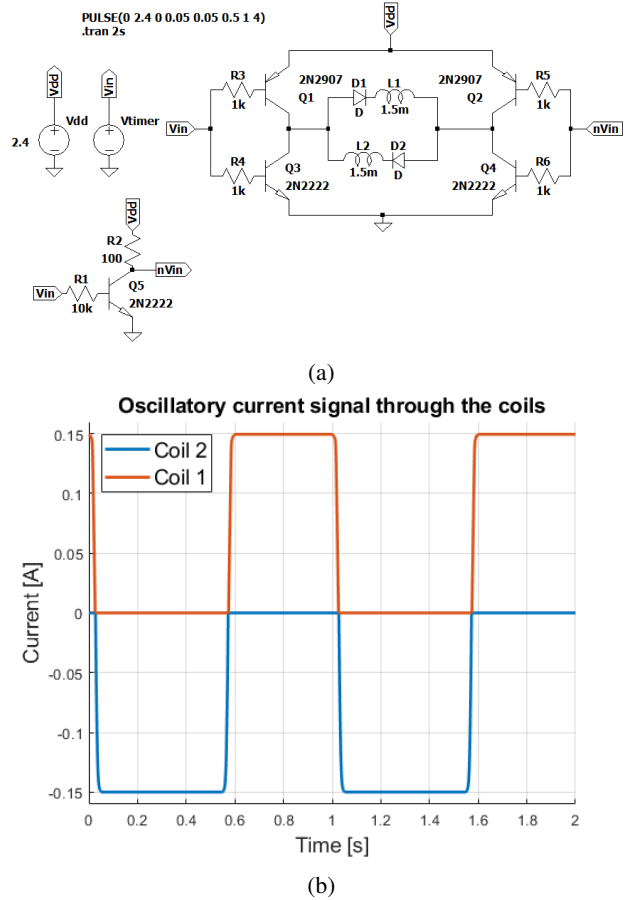 PULSE(0 2.4 0 0.05 0.05 0.5 1 4)
.tran 2s
Vdd
Vdd
Vin
Vdd
2.4
Vtimer
Vin
R3
1k
R4
1k
2N2907
Q1
Q3
2N2222
D1
D
L1
1.5m
L2
1.5m
D2
D
2N2907
Q2
Q4
2N2222
R5
1k
R6
1k
nVin
Vdd
R2
100
nVin
Vin
R1
10k
Q5
2N2222
(a)
Oscillatory current signal through the coils
Coil 2
Coil 1
Current [A]
0.15
0.1
0.05
0
-0.05
-0.1
-0.15
0 0.2 0.4 0.6 0.8 1 1.2 1.4 1.6 1.8 2
Time [s]
(b)